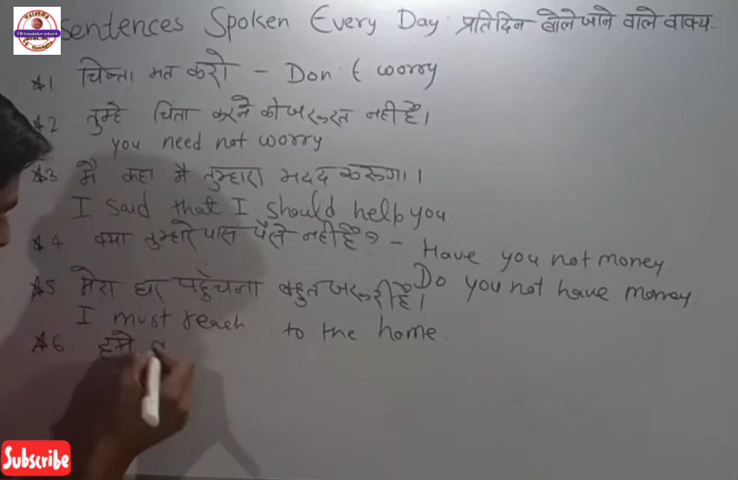 Sentences Spoken Every Day प्रतिदिन बोले जाने वाले वाक्य
*1 चिन्ता मत करो - Don't worry
*2 तुम्हे चिंता करने की जरूरत नहीं है।
you need not worry
*3 मै कहा मै तुम्हारा मदद करूंगा।
I said that I should help you
*4 क्या तुम्हारे पास पैसे नहीं है? - Have you not money
Do you not have money
*5 मेरा घर पहुंचना बहुत जरूरी है।
I must reach to the home.
*6 हमे
Subscribe